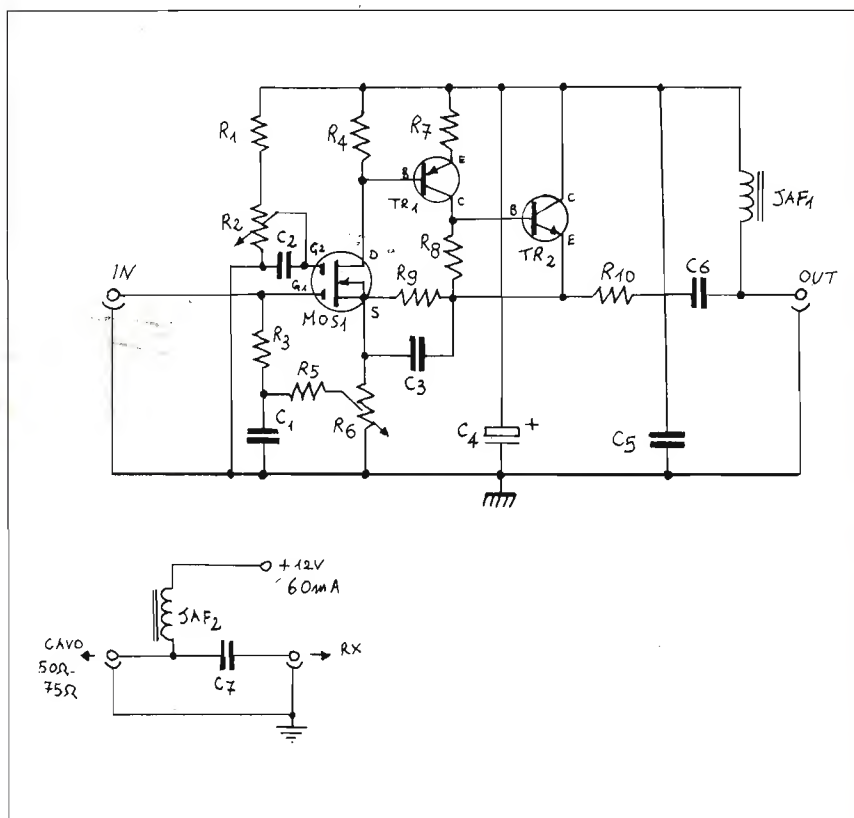 R1
R4
R7
E
B
C
TR1
JAF1
R2
C2
G2
D
B
C
E
TR2
R8
IN
G1
R9
R10
C6
OUT
MOS1
S
R3
C3
R5
C1
R6
C4
+
C5
+12V
60mA
JAF2
CAVO
50Ω-
75Ω
C7
RX